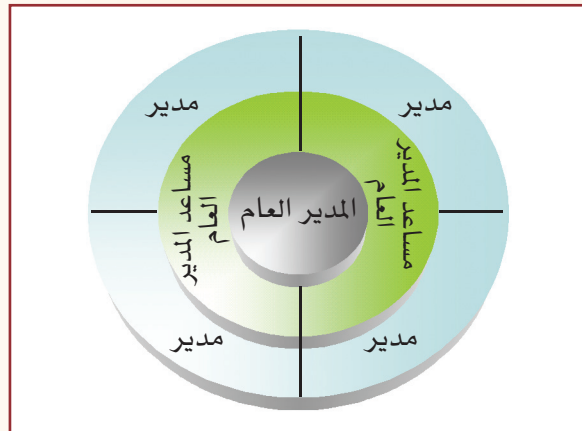 مدير
مدير
مساعد المدير
العام
المدير العام
مساعد المدير
العام
مدير
مدير